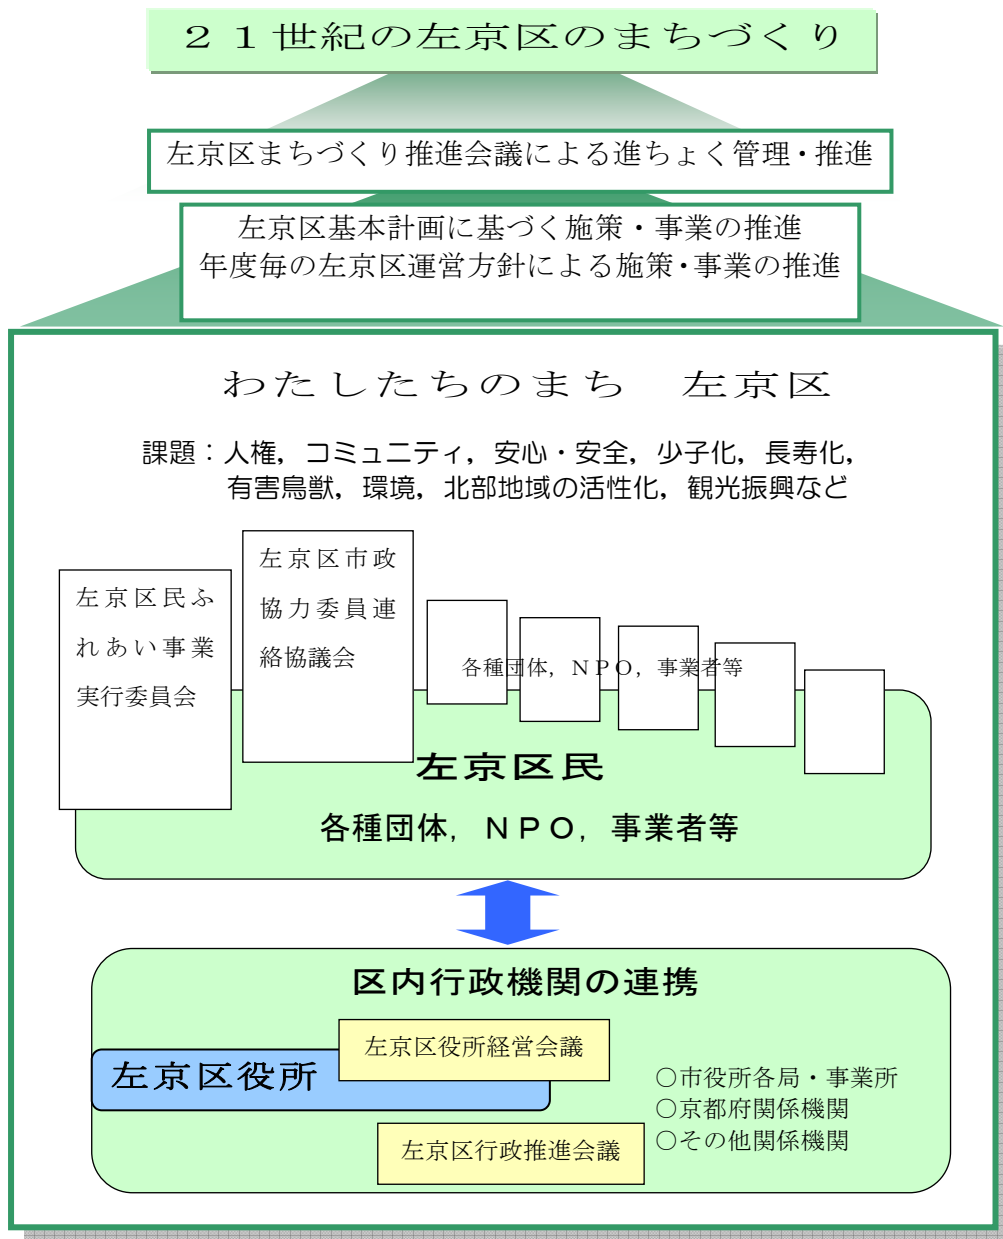 ２１世紀の左京区のまちづくり
左京区まちづくり推進会議による進ちょく管理・推進
左京区基本計画に基づく施策・事業の推進
年度毎の左京区運営方針による施策・事業の推進
わたしたちのまち　左京区
課題：人権，コミュニティ，安心・安全，少子化，長寿化，
有害鳥獣，環境，北部地域の活性化，観光振興など
左京区民ふ
れあい事業
実行委員会
左京区市政
協力委員連
絡協議会
各種団体，ＮＰＯ，事業者等
左京区民
各種団体，ＮＰＯ，事業者等
区内行政機関の連携
左京区役所経営会議
左京区役所
左京区行政推進会議
○市役所各局・事業所
○京都府関係機関
○その他関係機関